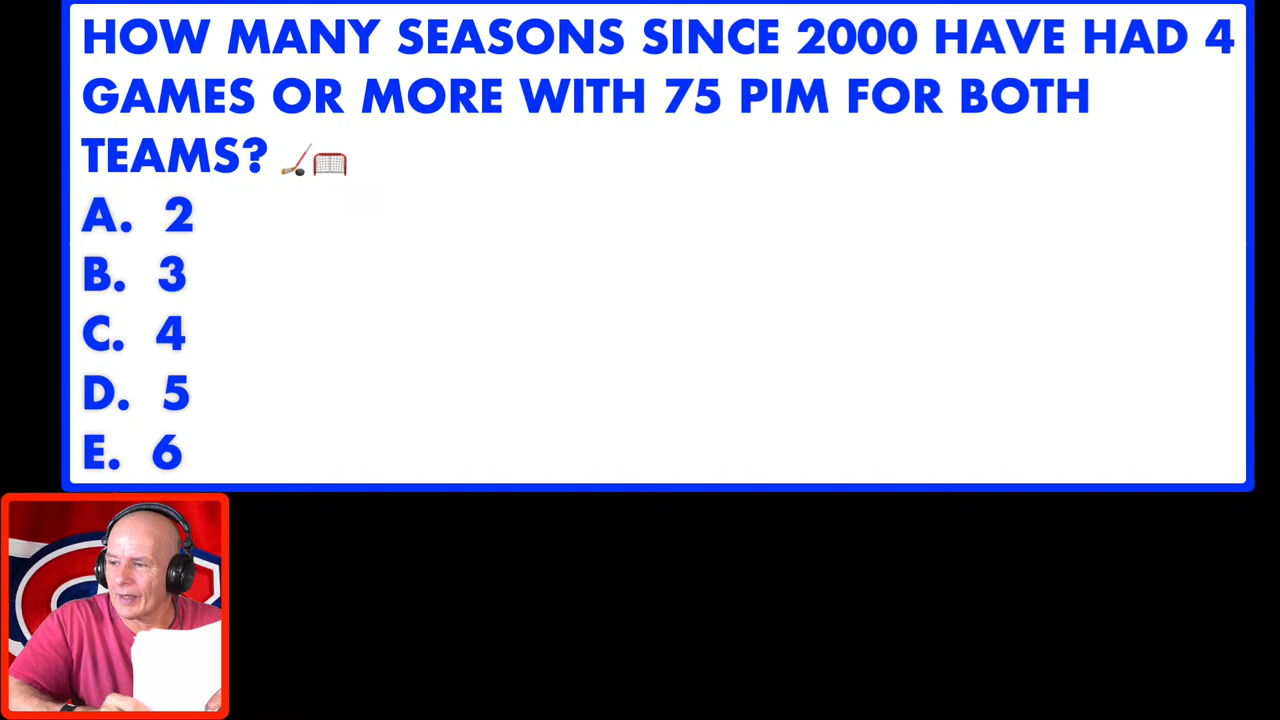 HOW MANY SEASONS SINCE 2000 HAVE HAD 4
GAMES OR MORE WITH 75 PIM FOR BOTH
TEAMS? 🏒🥅
A. 2
B. 3
C. 4
D. 5
E. 6